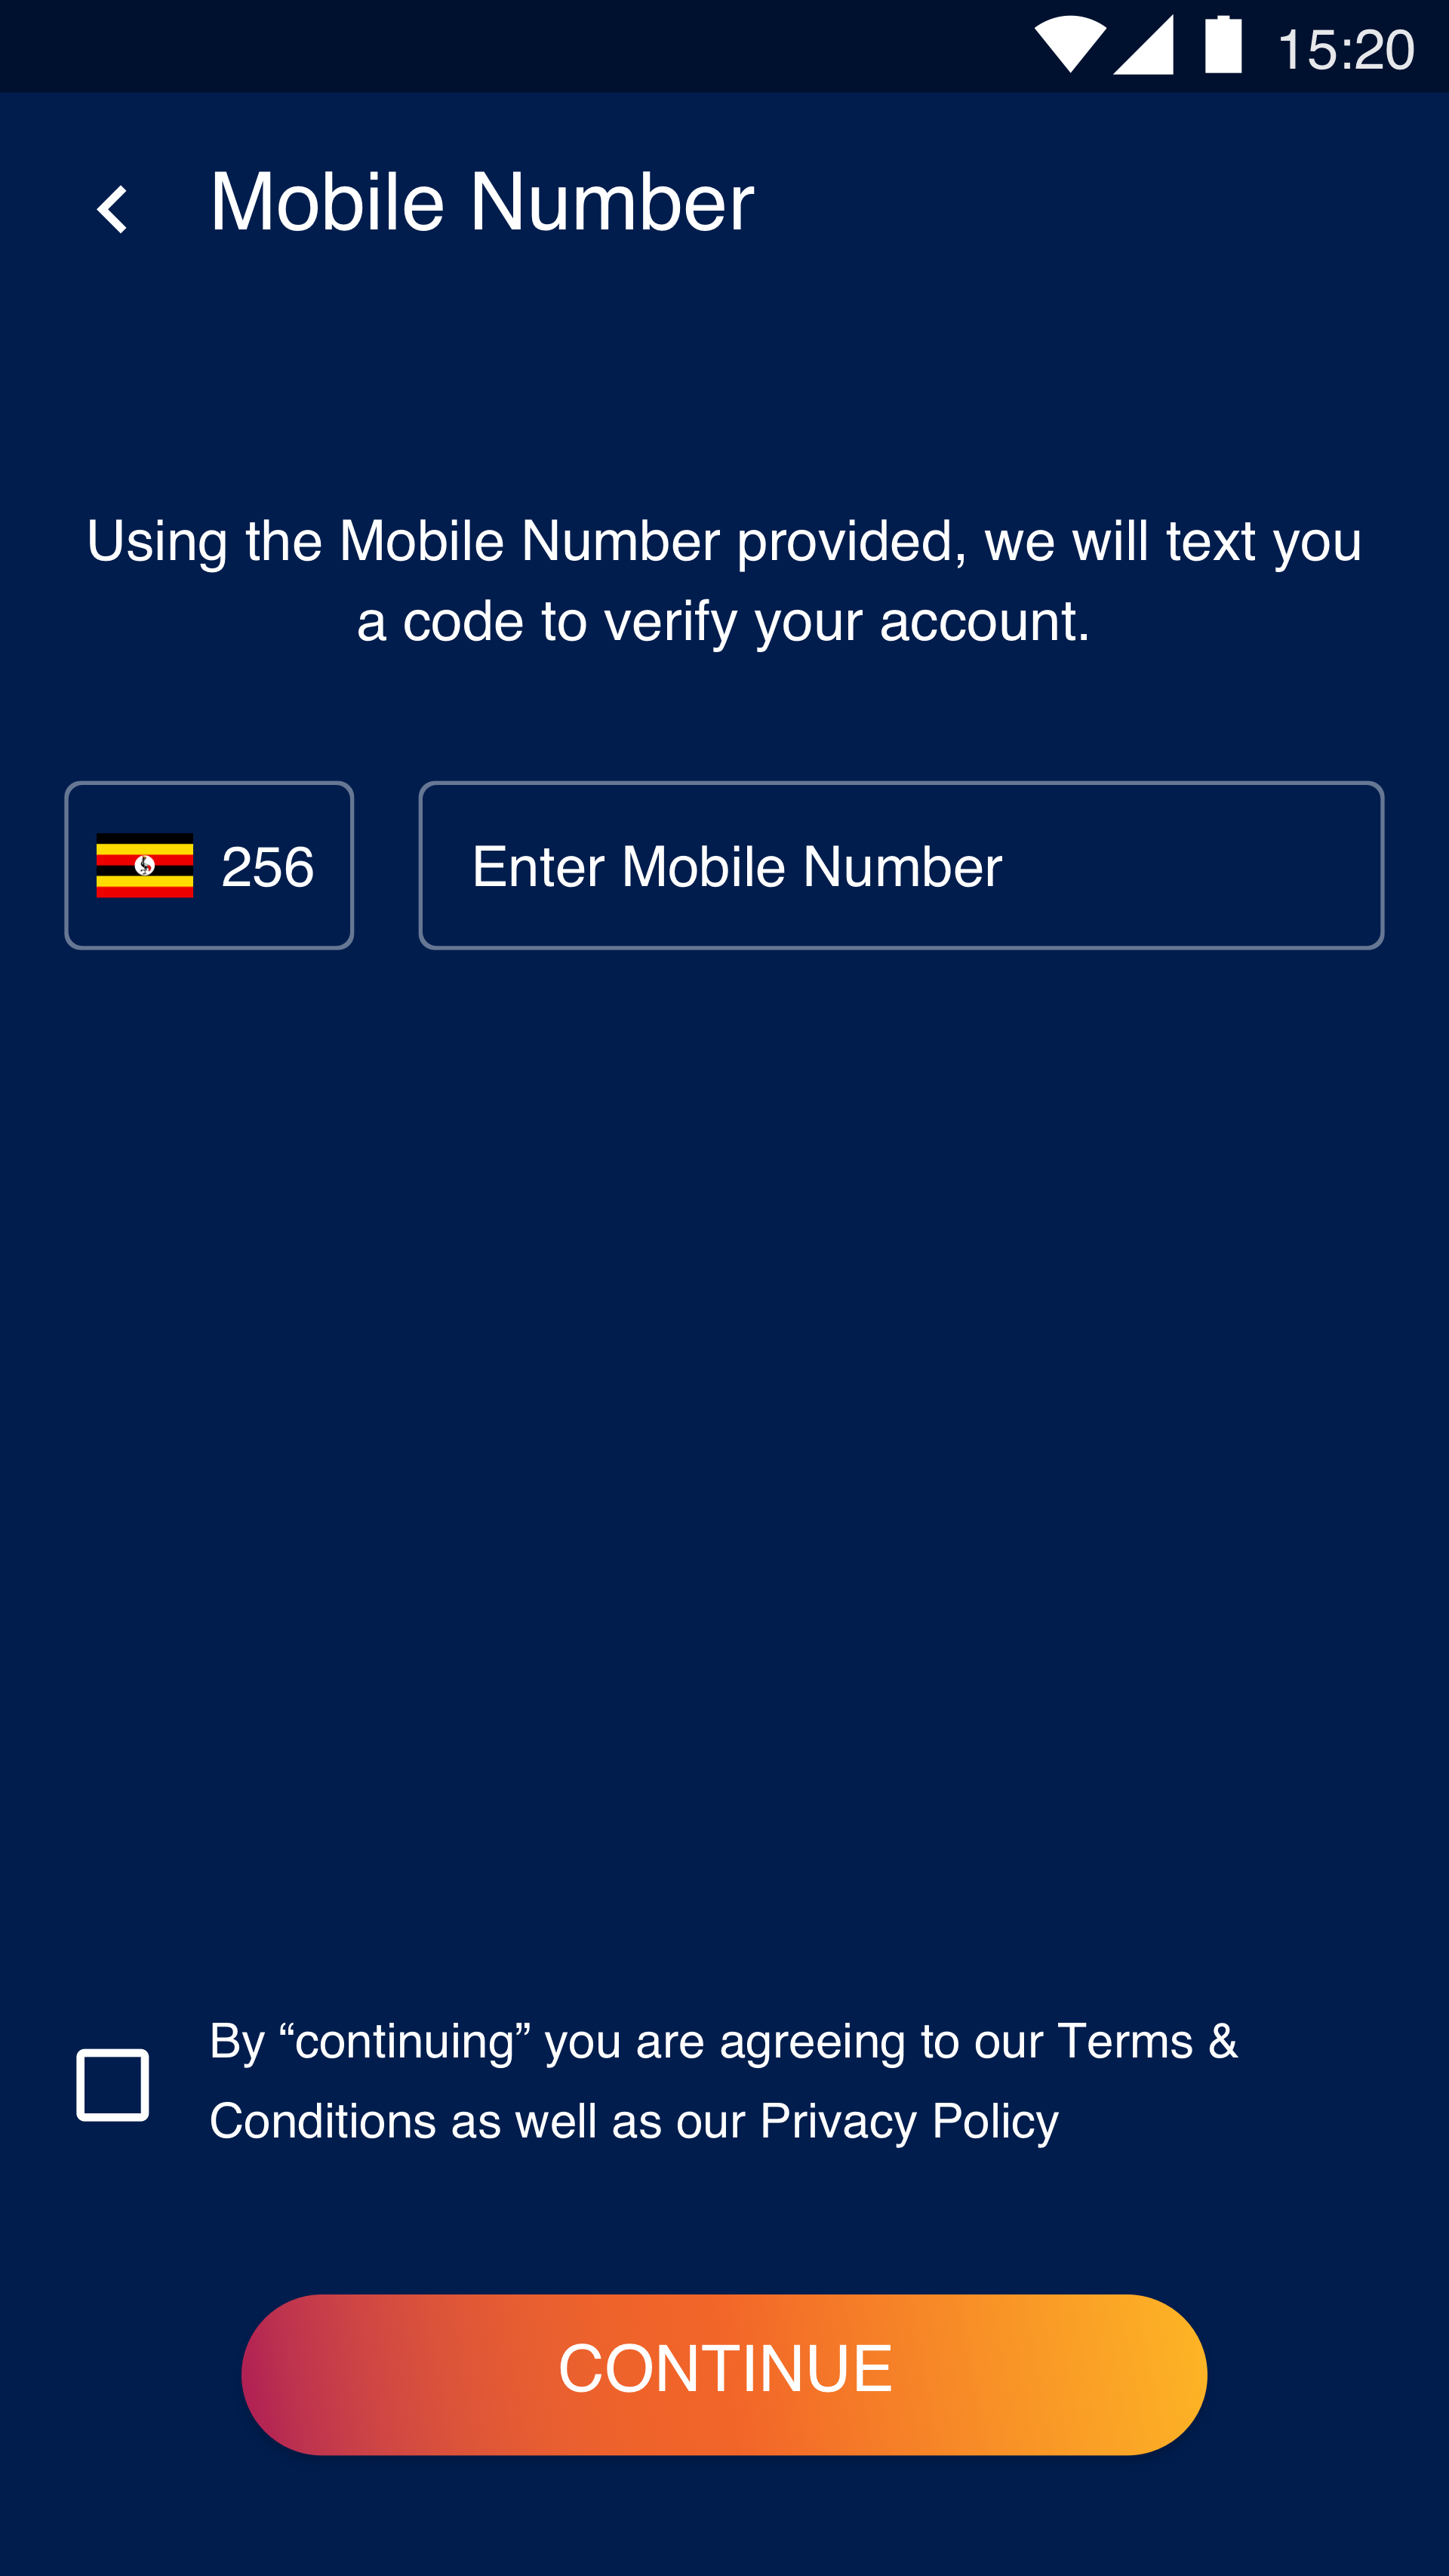 15:20
Mobile Number
Using the Mobile Number provided, we will text you
a code to verify your account.
256
Enter Mobile Number
By “continuing” you are agreeing to our Terms &
Conditions as well as our Privacy Policy
CONTINUE